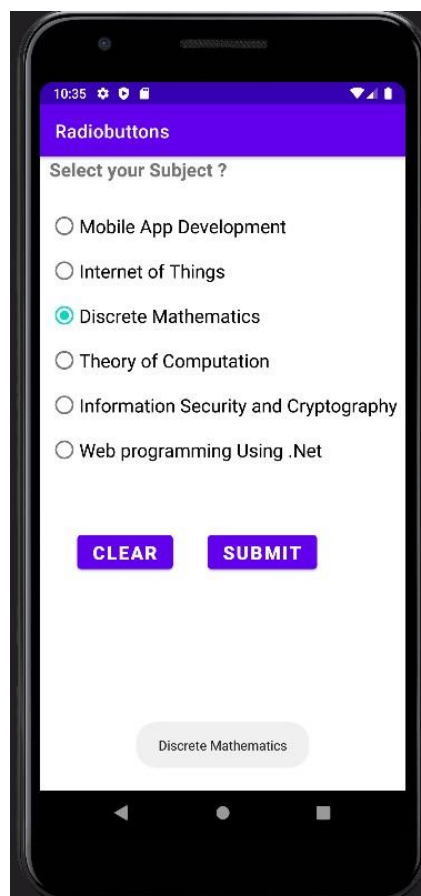 10:35
Radiobuttons
Select your Subject ?
Mobile App Development
Internet of Things
Discrete Mathematics
Theory of Computation
Information Security and Cryptography
Web programming Using .Net
CLEAR SUBMIT
Discrete Mathematics